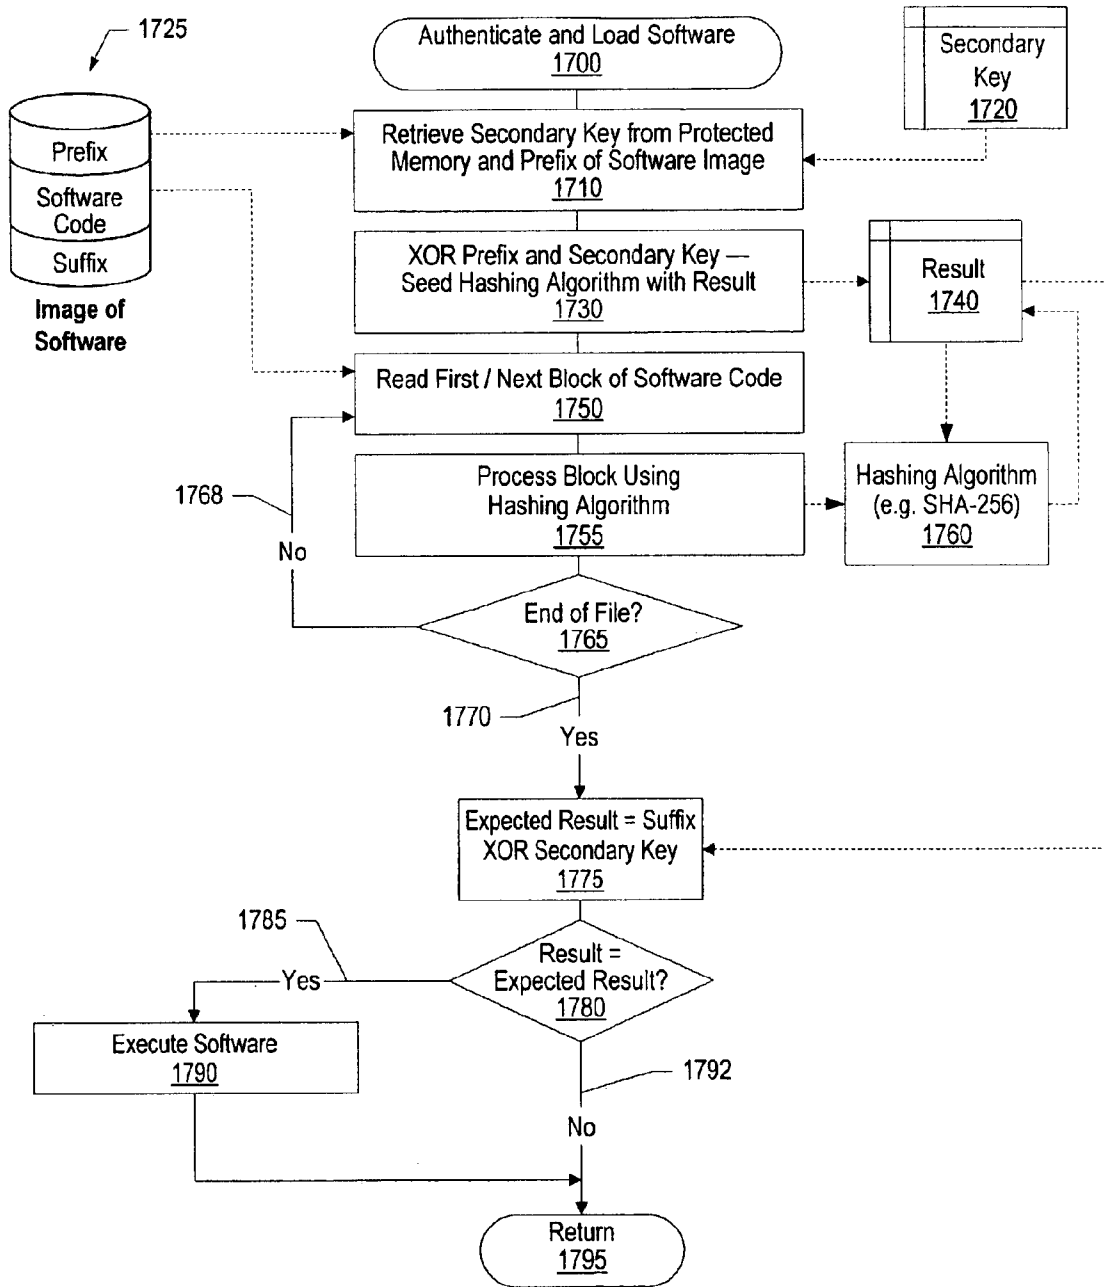 1725
Authenticate and Load Software
1700
Secondary
Key
1720
Prefix
Software
Code
Suffix
Image of
Software
Retrieve Secondary Key from Protected
Memory and Prefix of Software Image
1710
XOR Prefix and Secondary Key —
Seed Hashing Algorithm with Result
1730
Result
1740
Read First / Next Block of Software Code
1750
Process Block Using
Hashing Algorithm
1755
Hashing Algorithm
(e.g. SHA-256)
1760
1768
No
End of File?
1765
1770
Yes
Expected Result = Suffix
XOR Secondary Key
1775
1785
Yes
Result =
Expected Result?
1780
Execute Software
1790
1792
No
Return
1795